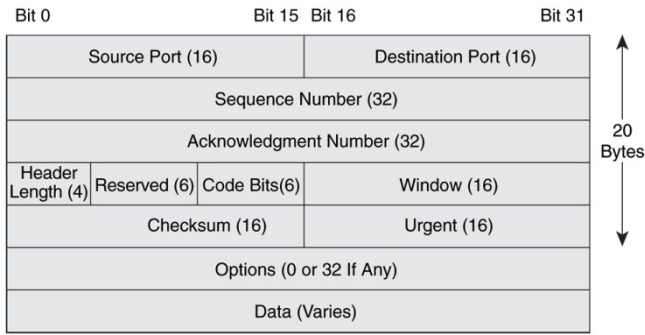 Bit 0 Bit 15 Bit 16 Bit 31
Source Port (16) Destination Port (16)
Sequence Number (32)
Acknowledgment Number (32)
20
Bytes
Header
Length (4) Reserved (6) Code Bits(6) Window (16)
Checksum (16) Urgent (16)
Options (0 or 32 If Any)
Data (Varies)